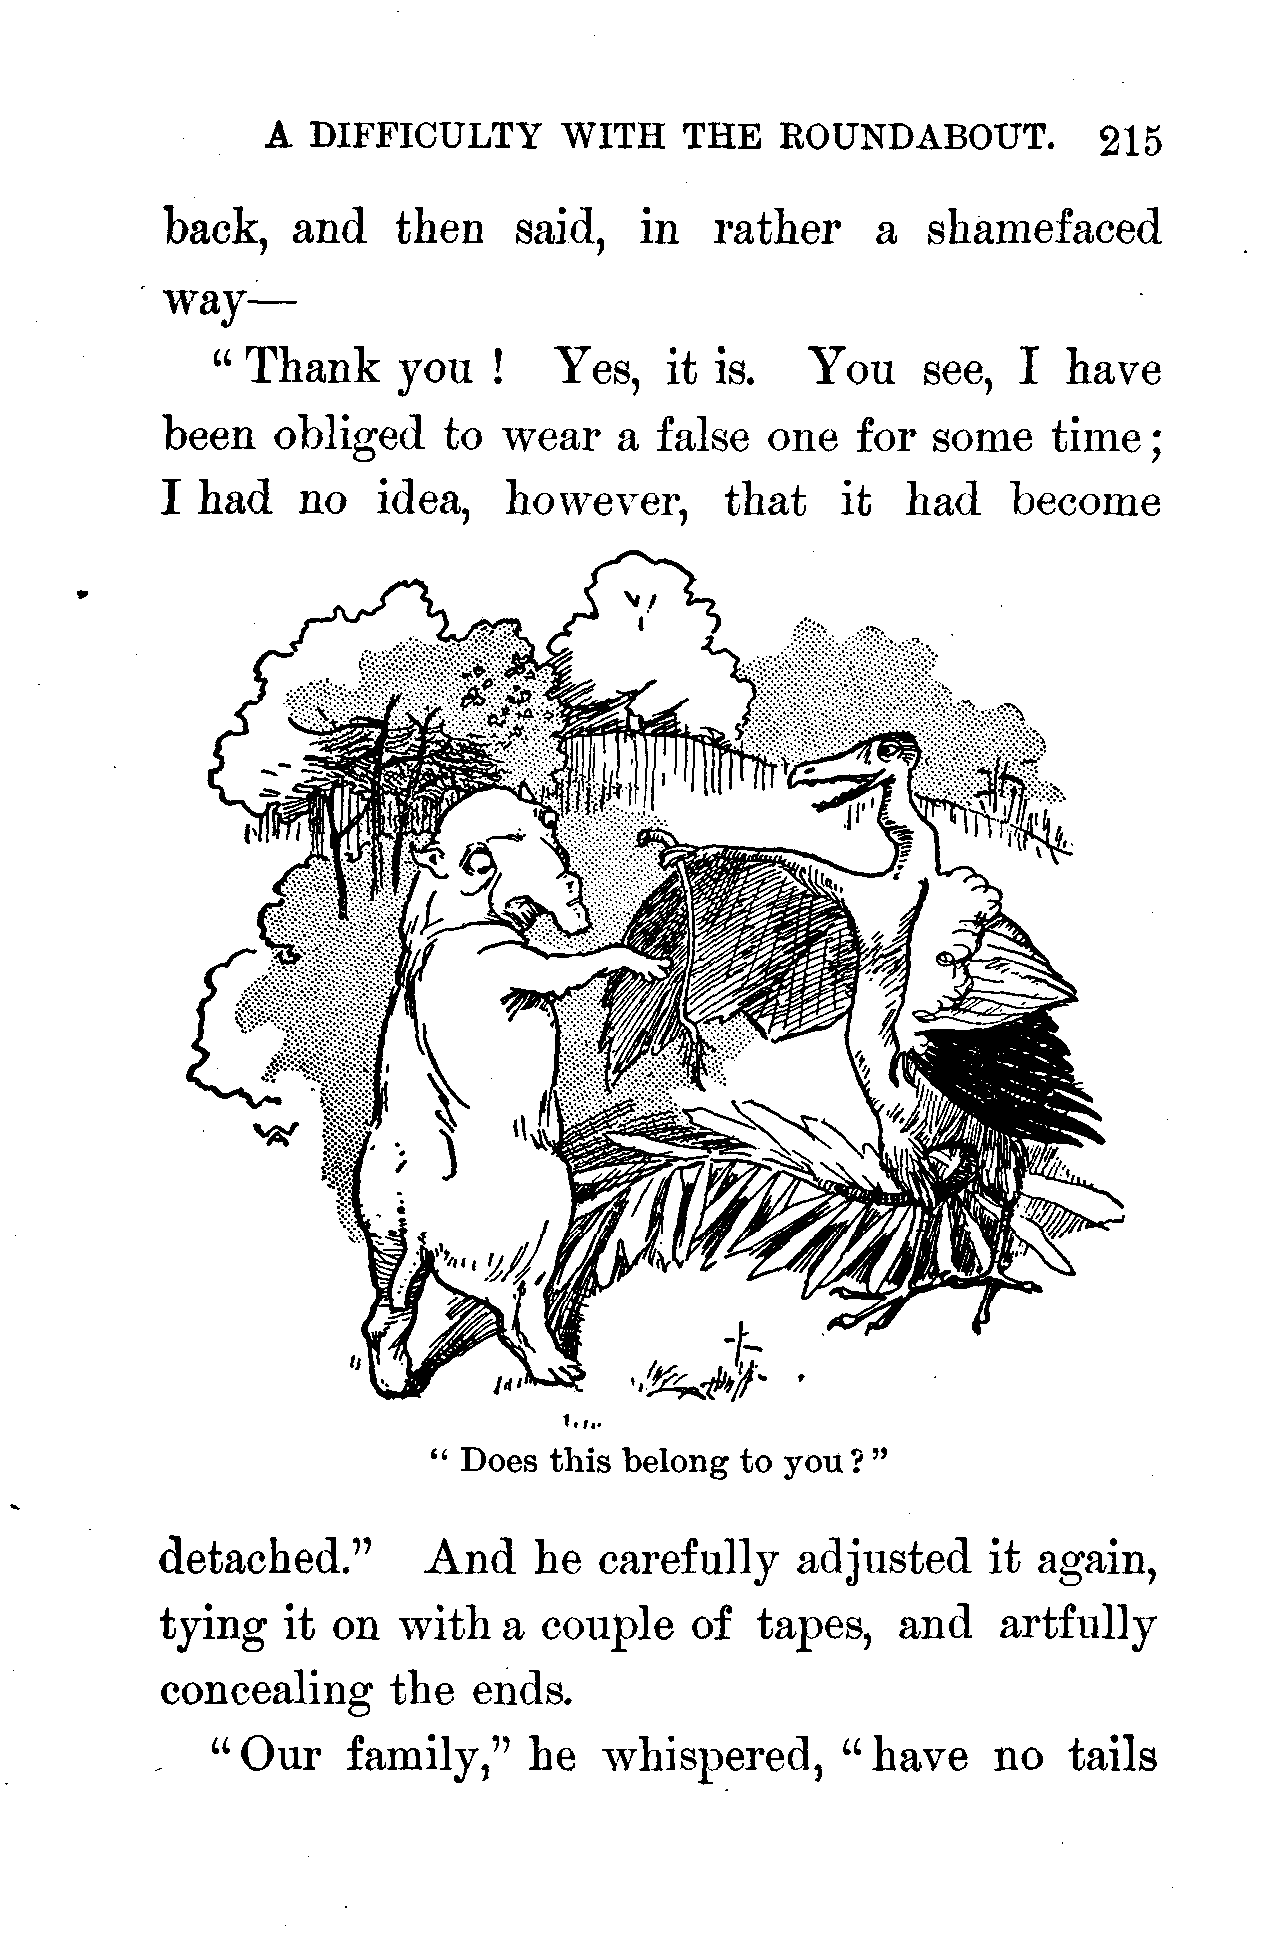 A DIFFICULTY WITH THE ROUNDABOUT. 215
back, and then said, in rather a shamefaced
way—
“ Thank you ! Yes, it is. You see, I have
been obliged to wear a false one for some time ;
I had no idea, however, that it had become
“ Does this belong to you ? ”
detached.” And he carefully adjusted it again,
tying it on with a couple of tapes, and artfully
concealing the ends.
“ Our family,” he whispered, “ have no tails